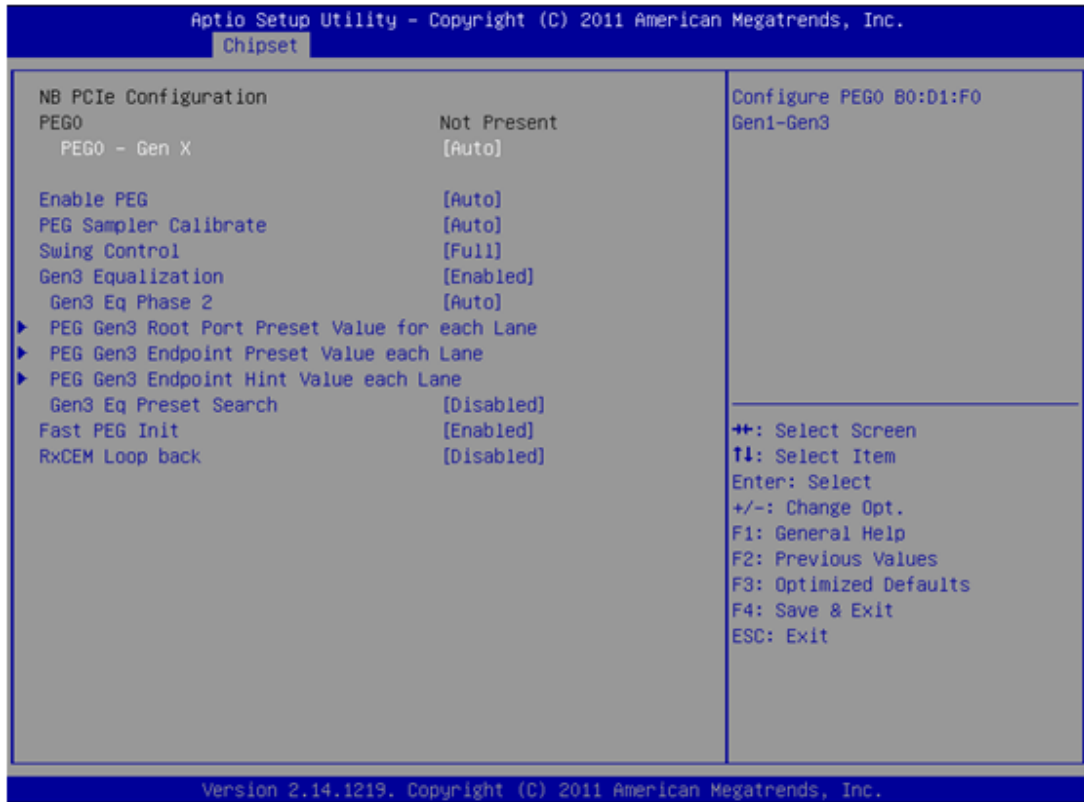 Aptio Setup Utility – Copyright (C) 2011 American Megatrends, Inc.
Chipset
NB PCIe Configuration
PEG0 Not Present
PEG0 – Gen X [Auto]
Enable PEG [Auto]
PEG Sampler Calibrate [Auto]
Swing Control [Full]
Gen3 Equalization [Enabled]
Gen3 Eq Phase 2 [Auto]
PEG Gen3 Root Port Preset Value for each Lane
PEG Gen3 Endpoint Preset Value each Lane
PEG Gen3 Endpoint Hint Value each Lane
Gen3 Eq Preset Search [Disabled]
Fast PEG Init [Enabled]
RxCEM Loop back [Disabled]
Configure PEG0 B0:D1:F0
Gen1-Gen3
→←: Select Screen
↑↓: Select Item
Enter: Select
+/-: Change Opt.
F1: General Help
F2: Previous Values
F3: Optimized Defaults
F4: Save & Exit
ESC: Exit
Version 2.14.1219. Copyright (C) 2011 American Megatrends, Inc.